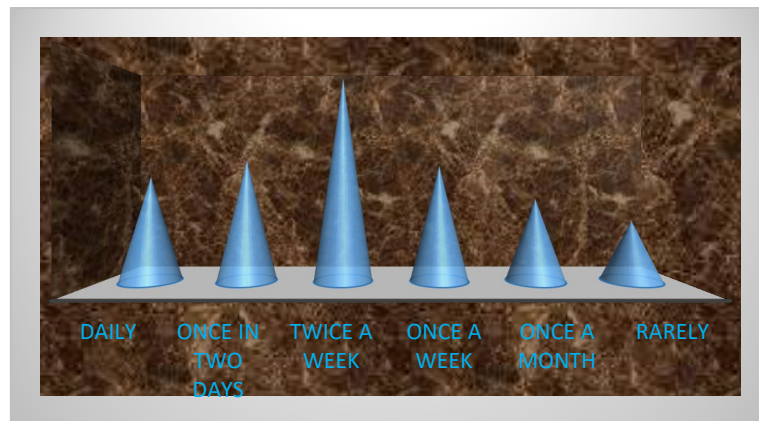 DAILY
ONCE IN
TWO
DAYS
TWICE A
WEEK
ONCE A
WEEK
ONCE A
MONTH
RARELY